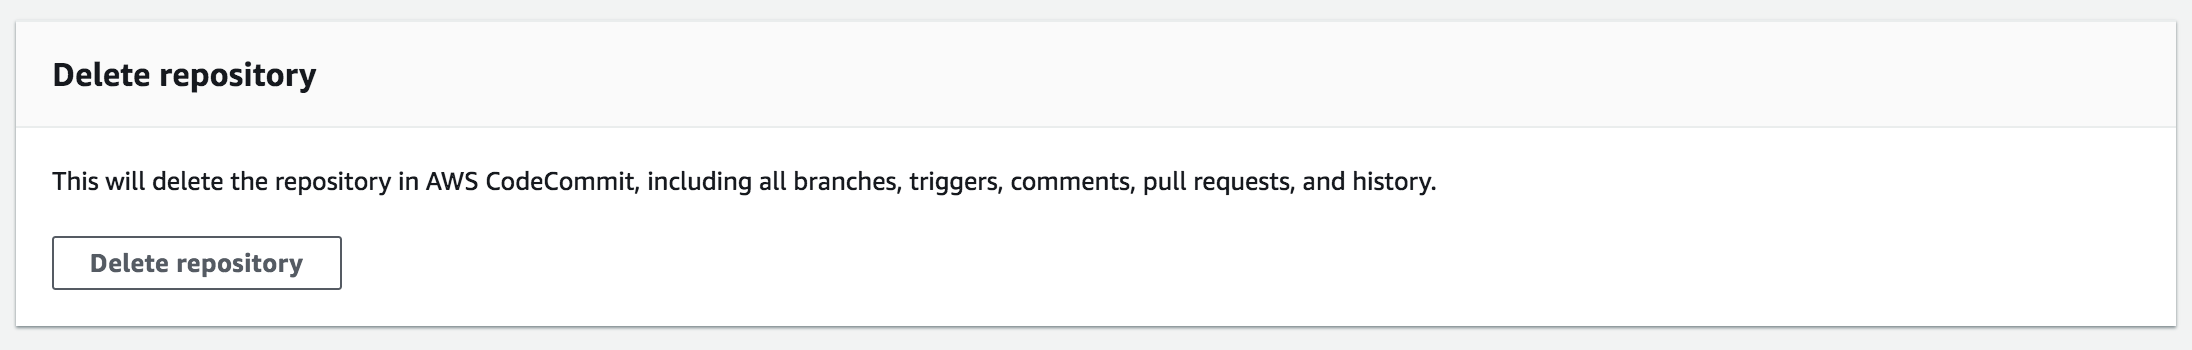 Delete repository
This will delete the repository in AWS CodeCommit, including all branches, triggers, comments, pull requests, and history.
Delete repository